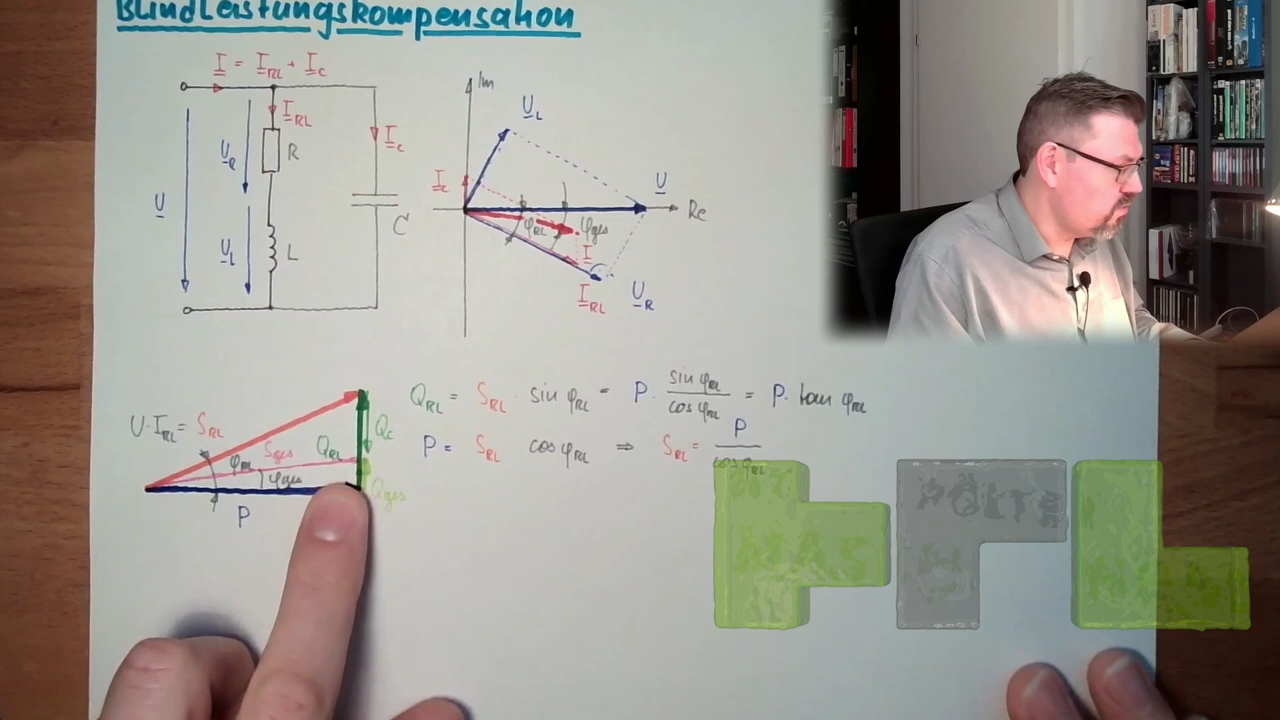 Blindleistungskompensation
I = I_RL + I_C
I_RL
I_C
U_R
R
U
U_L
L
C
Im
U_L
I_C
U
Re
φ_RL
φ_ges
I
I_RL
U_R
Q_RL = S_RL · sin φ_RL = P · sin φ_RL / cos φ_RL = P · tan φ_RL
U · I_RL = S_RL
Q_C
P = S_RL cos φ_RL ⇒ S_RL = P / cos φ_RL
S_ges
Q_RL
φ_RL
φ_ges
Q_ges
P